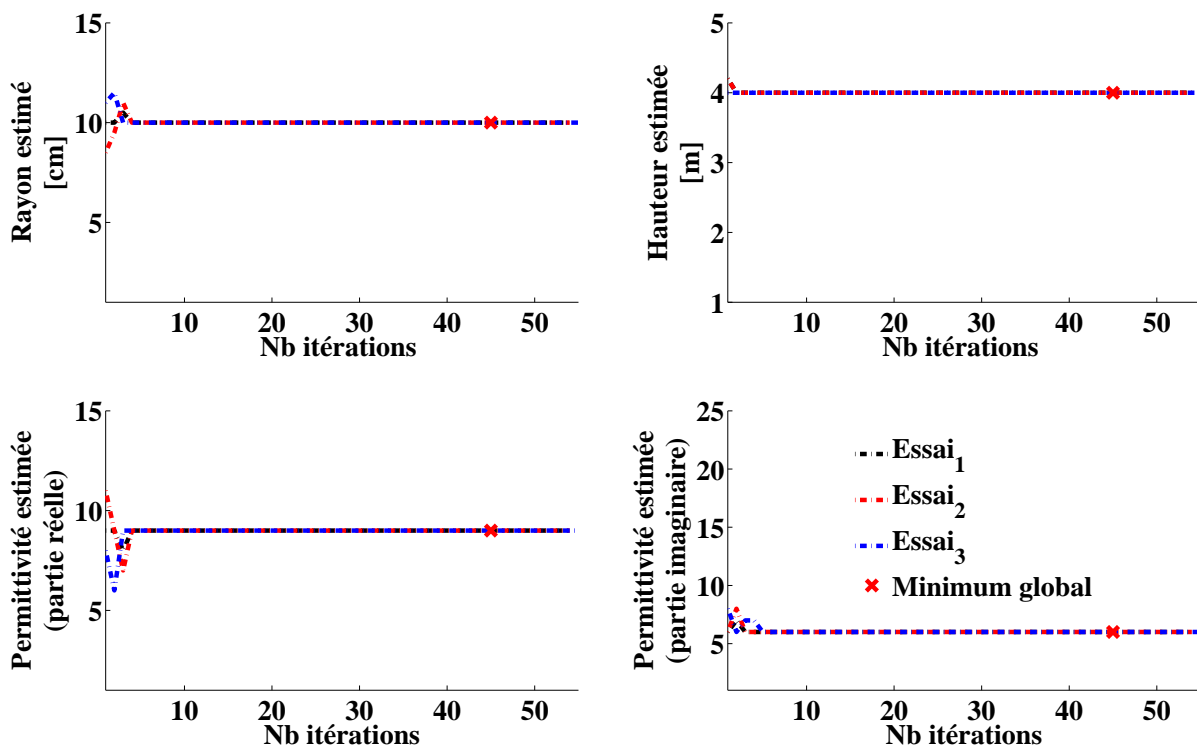 15
10
5
Rayon estimé
[cm]
10 20 30 40 50
Nb itérations
5
4
3
2
1
Hauteur estimée
[m]
10 20 30 40 50
Nb itérations
15
10
5
Permittivité estimée
(partie réelle)
10 20 30 40 50
Nb itérations
25
20
15
10
5
Permittivité estimée
(partie imaginaire)
Essai1
Essai2
Essai3
Minimum global
10 20 30 40 50
Nb itérations